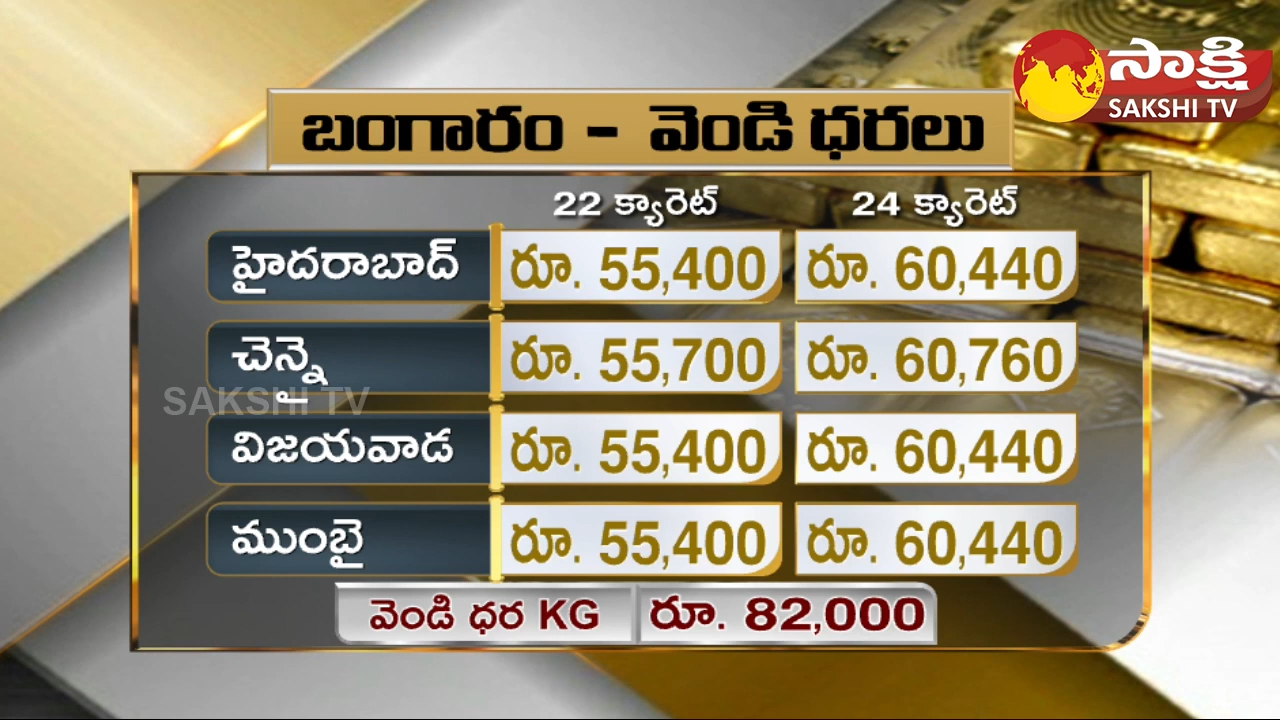 సాక్షి
SAKSHI TV
బంగారం - వెండి ధరలు
22 క్యారెట్ 24 క్యారెట్
హైదరాబాద్ రూ. 55,400 రూ. 60,440
చెన్నై రూ. 55,700 రూ. 60,760
SAKSHI TV
విజయవాడ రూ. 55,400 రూ. 60,440
ముంబై రూ. 55,400 రూ. 60,440
వెండి ధర KG రూ. 82,000